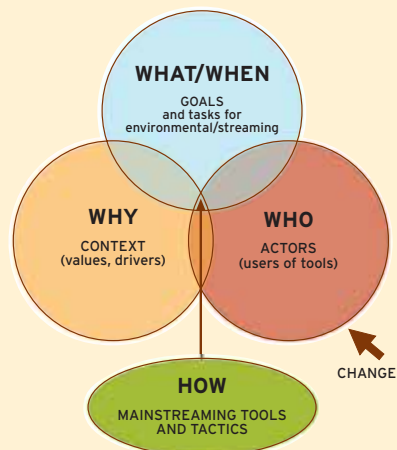 WHAT/WHEN
GOALS
and tasks for
environmental/streaming
WHY
CONTEXT
(values, drivers)
WHO
ACTORS
(users of tools)
CHANGE
HOW
MAINSTREAMING TOOLS
AND TACTICS